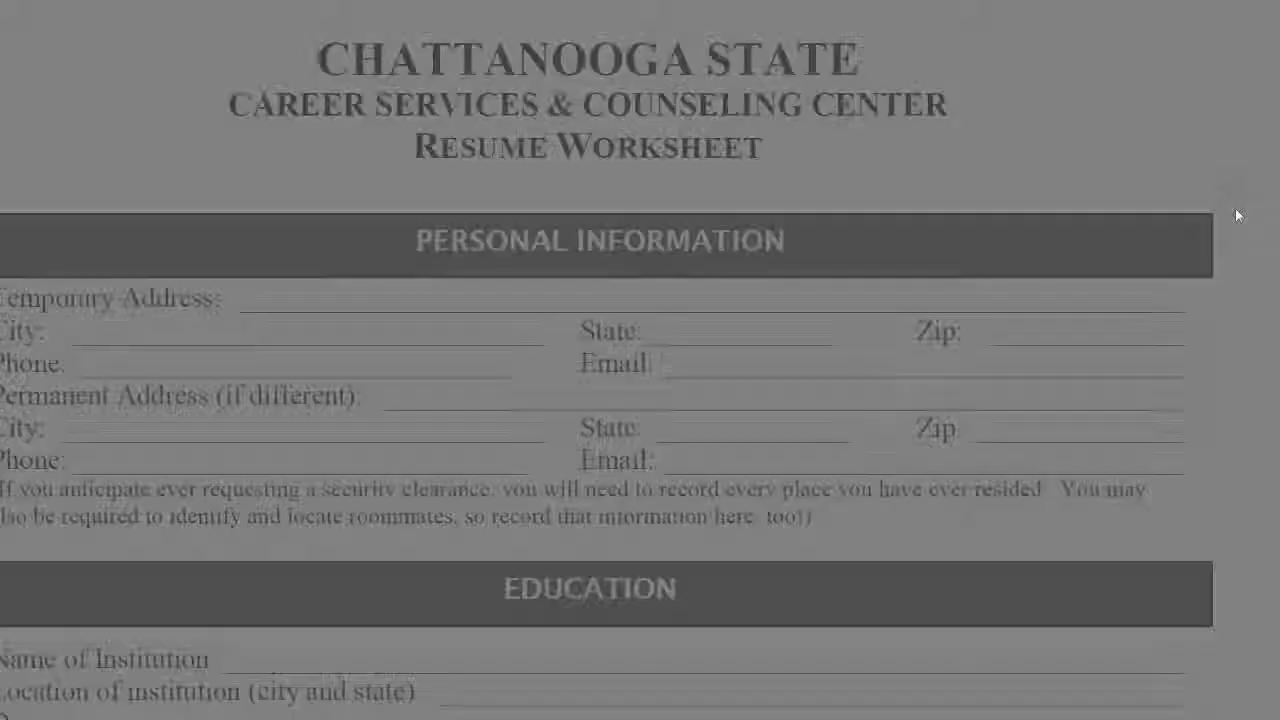 CHATTANOOGA STATE
CAREER SERVICES & COUNSELING CENTER
RESUME WORKSHEET
PERSONAL INFORMATION
Temporary Address:
City: State: Zip:
Phone: Email:
Permanent Address (if different):
City: State: Zip:
Phone: Email:
If you anticipate ever requesting a security clearance, you will need to record every place you have ever resided. You may
lso be required to identify and locate roommates, so record that information here, too!)
EDUCATION
Name of Institution
Location of institution (city and state)